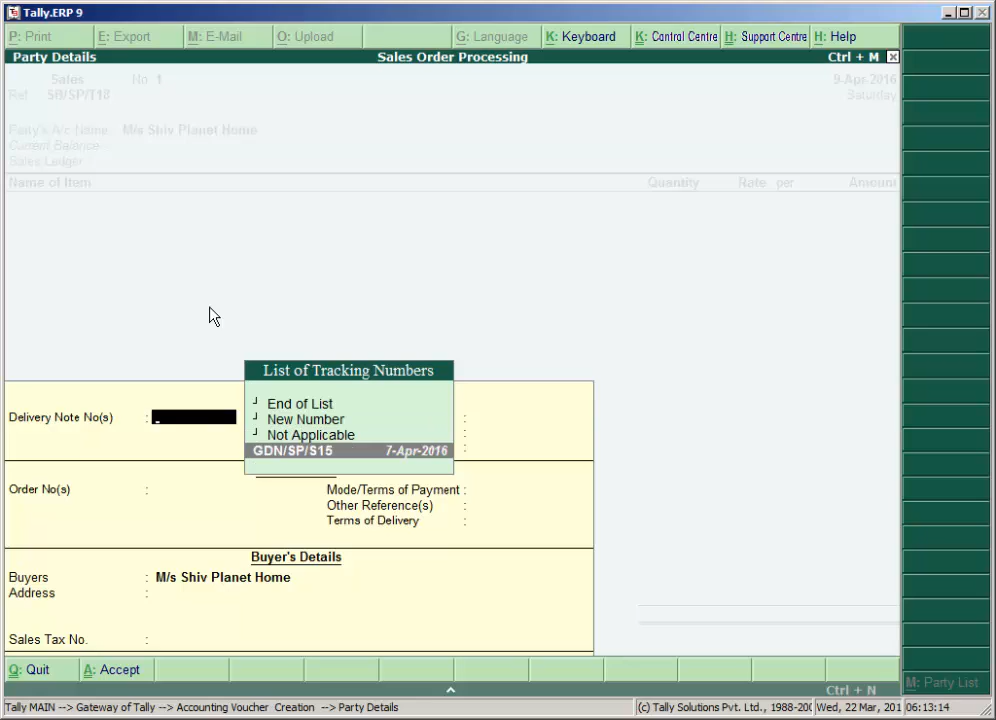 Tally.ERP 9
P: Print E: Export M: E-Mail O: Upload G: Language K: Keyboard K: Control Centre H: Support Centre H: Help
Party Details Sales Order Processing Ctrl + M
Sales No. 1 9-Apr-2016
Ref: SB/SP/T18 Saturday
Party's A/c Name : M/s Shiv Planet Home
Current Balance :
Sales Ledger :
Name of Item Quantity Rate per Amount
List of Tracking Numbers
End of List
Delivery Note No(s) : New Number :
Not Applicable :
GDN/SP/S15 7-Apr-2016 :
Order No(s) : Mode/Terms of Payment :
Other Reference(s) :
Terms of Delivery :
Buyer's Details
Buyers : M/s Shiv Planet Home
Address :
Sales Tax No. :
Q: Quit A: Accept
Ctrl + N M: Party List
Tally MAIN --> Gateway of Tally --> Accounting Voucher Creation --> Party Details (c) Tally Solutions Pvt. Ltd., 1988-200 Wed, 22 Mar, 201 06:13:14